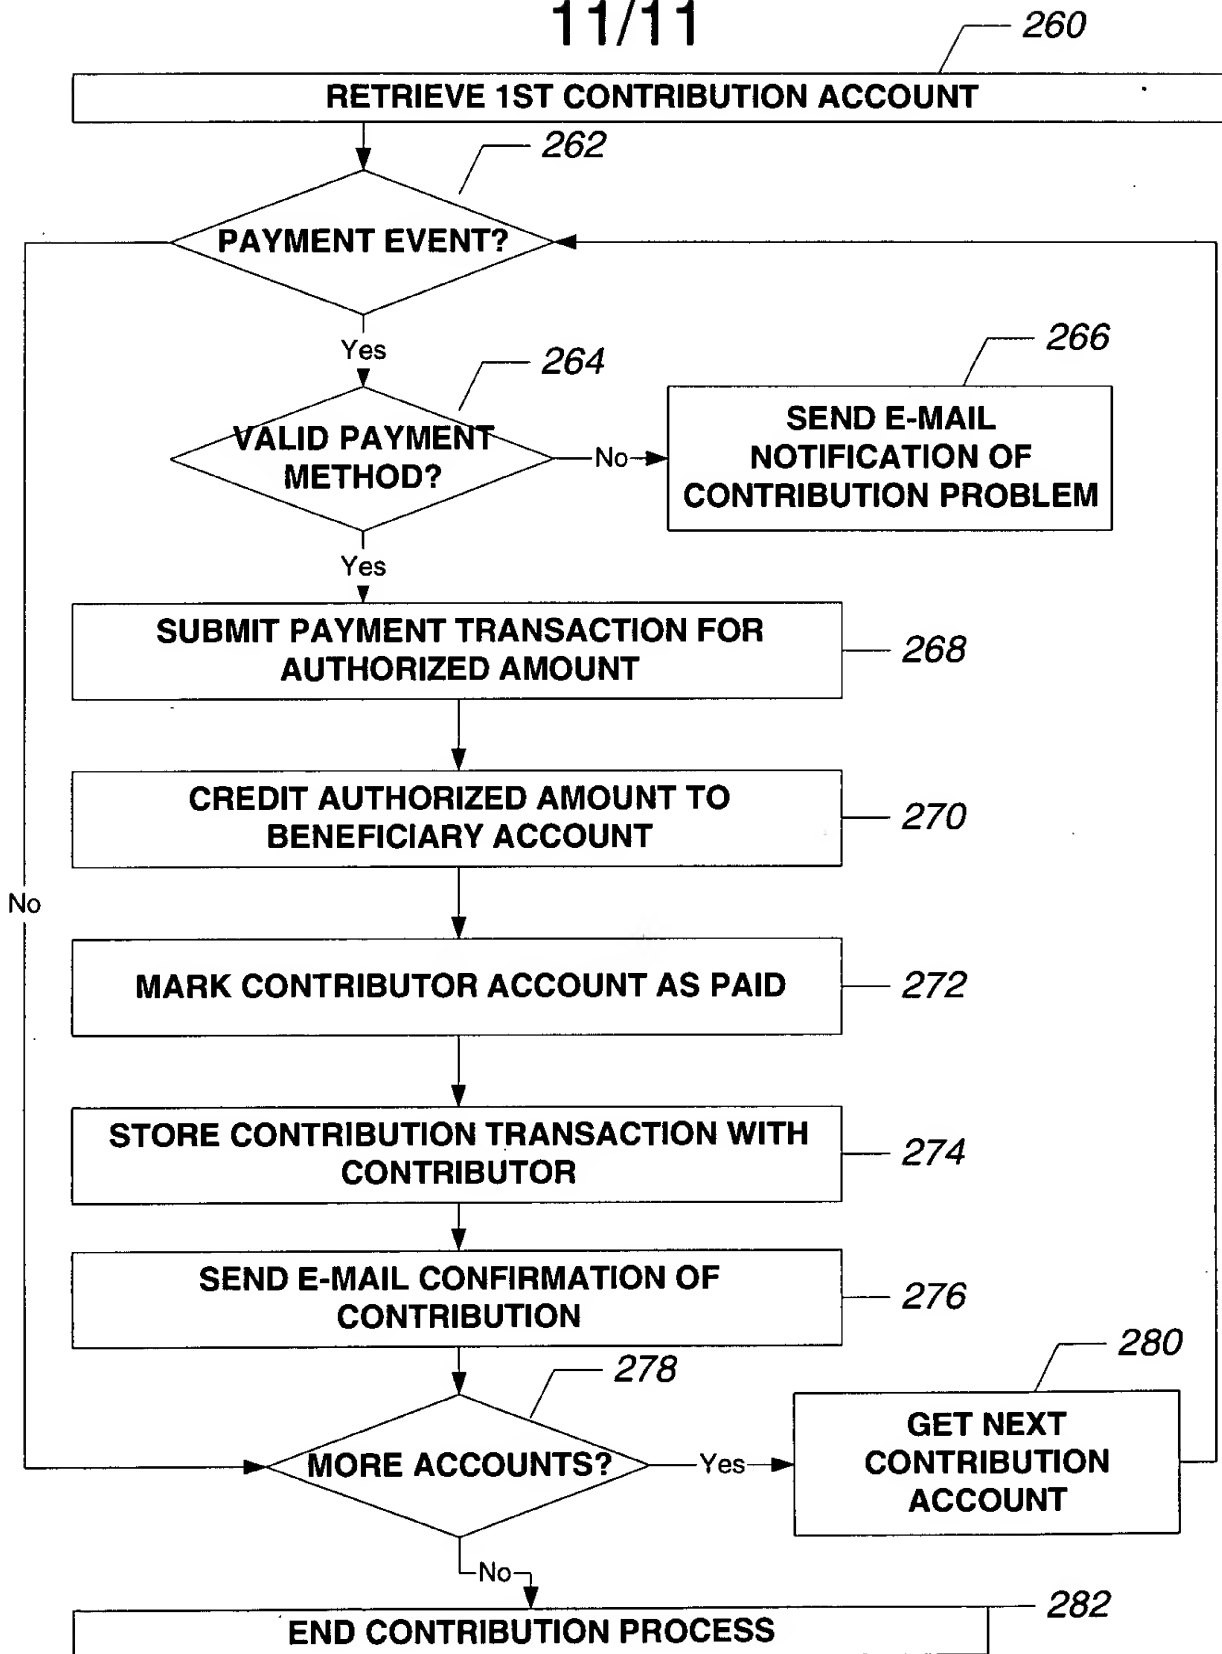 11/11
260
RETRIEVE 1ST CONTRIBUTION ACCOUNT
262
PAYMENT EVENT?
Yes
264
VALID PAYMENT
METHOD?
No
266
SEND E-MAIL
NOTIFICATION OF
CONTRIBUTION PROBLEM
Yes
SUBMIT PAYMENT TRANSACTION FOR
AUTHORIZED AMOUNT
268
CREDIT AUTHORIZED AMOUNT TO
BENEFICIARY ACCOUNT
270
No
MARK CONTRIBUTOR ACCOUNT AS PAID
272
STORE CONTRIBUTION TRANSACTION WITH
CONTRIBUTOR
274
SEND E-MAIL CONFIRMATION OF
CONTRIBUTION
276
278
MORE ACCOUNTS?
Yes
280
GET NEXT
CONTRIBUTION
ACCOUNT
No
282
END CONTRIBUTION PROCESS